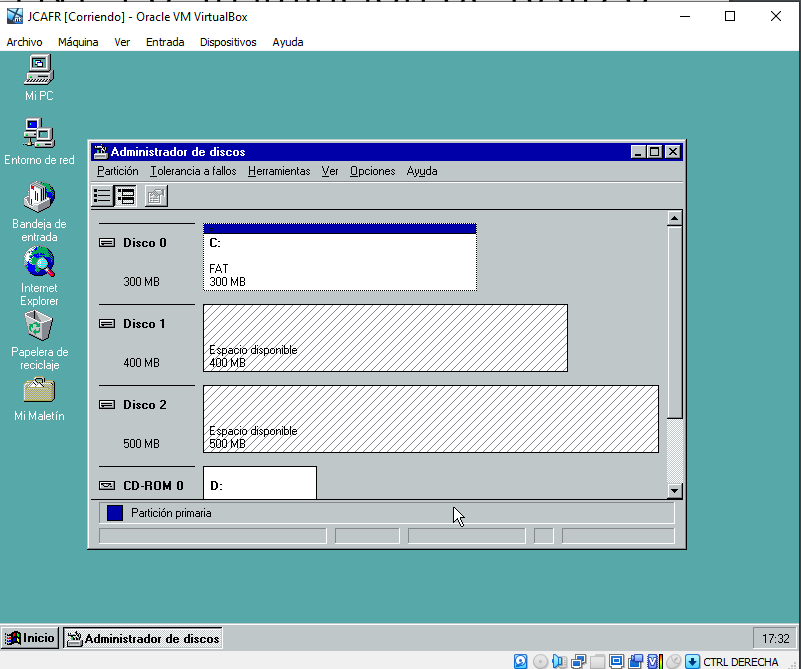 JCAFR [Corriendo] - Oracle VM VirtualBox
Archivo Máquina Ver Entrada Dispositivos Ayuda
Mi PC
Entorno de red
Bandeja de
entrada
Internet
Explorer
Papelera de
reciclaje
Mi Maletín
Administrador de discos
Partición Tolerancia a fallos Herramientas Ver Opciones Ayuda
Disco 0
300 MB
C:
FAT
300 MB
Disco 1
400 MB
Espacio disponible
400 MB
Disco 2
500 MB
Espacio disponible
500 MB
CD-ROM 0
D:
Partición primaria
Inicio
Administrador de discos
17:32
CTRL DERECHA